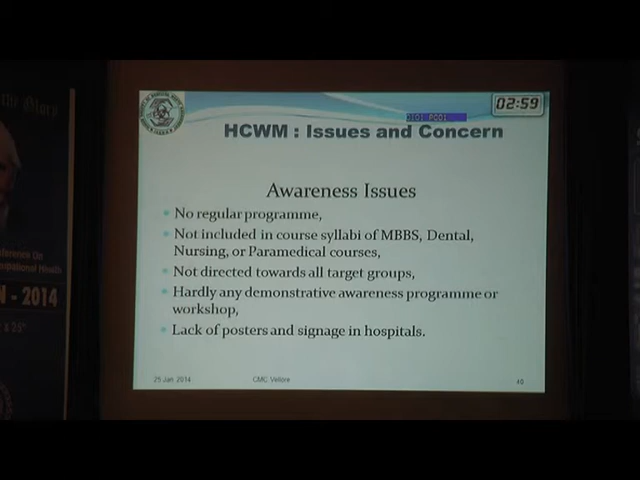 02:59
HCWM : Issues and Concern
Awareness Issues
No regular programme,
Not included in course syllabi of MBBS, Dental,
Nursing, or Paramedical courses,
Not directed towards all target groups,
Hardly any demonstrative awareness programme or
workshop,
Lack of posters and signage in hospitals.
25 Jan. 2014
CMC Vellore
40
- 2014